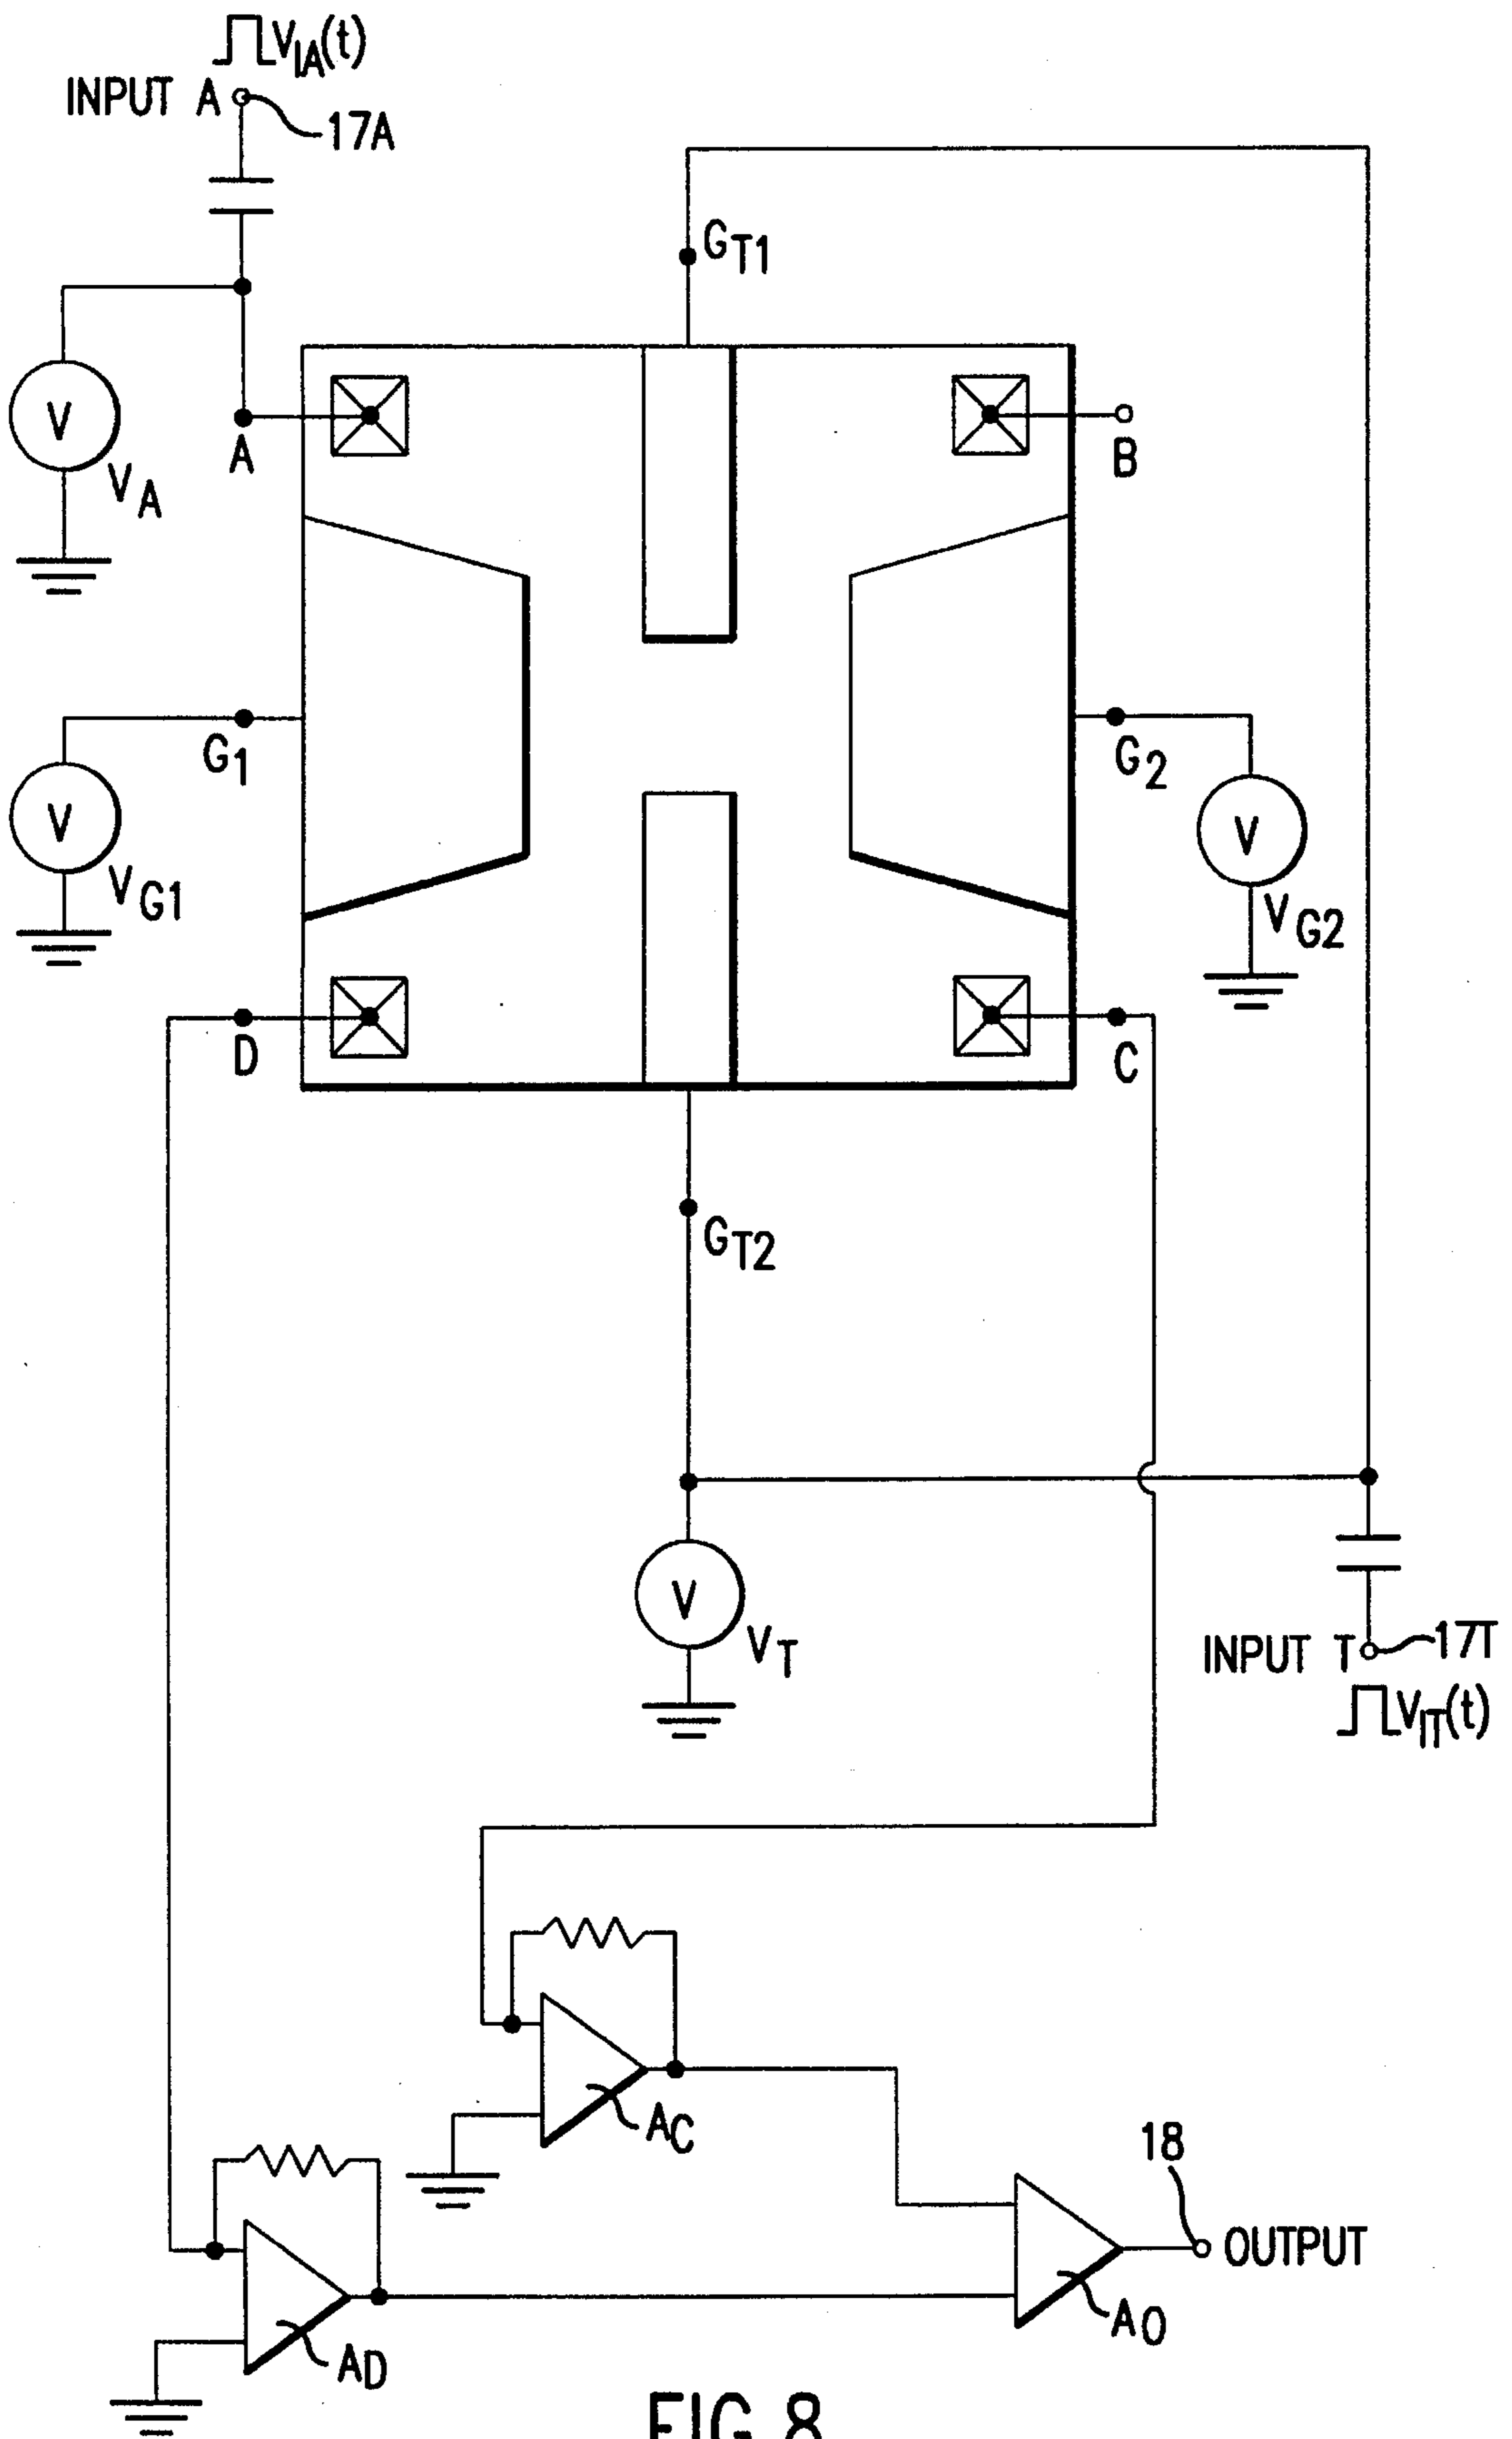 V_IA(t)
INPUT A
17A
G_T1
V
V_A
A
B
G_1
G_2
V
V_G1
V
V_G2
D
C
G_T2
V
V_T
INPUT T
17T
V_IT(t)
A_C
18
OUTPUT
A_O
A_D
FIG. 8